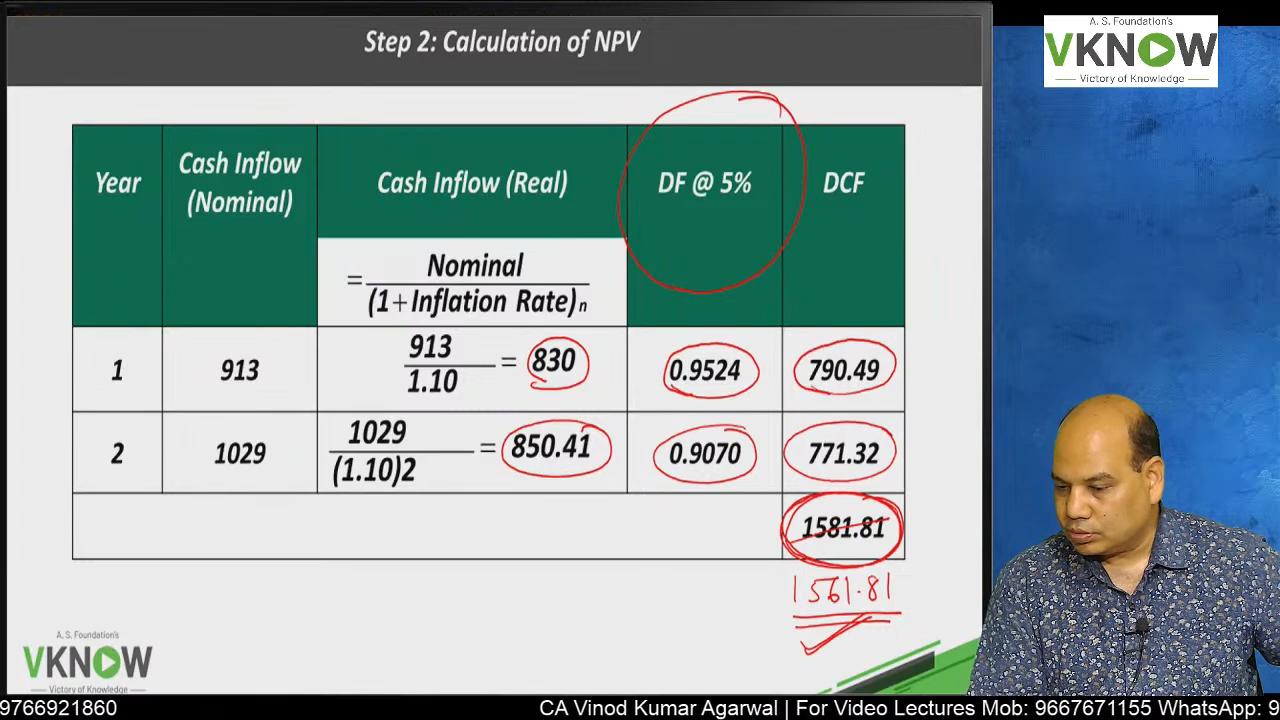 Step 2: Calculation of NPV
A. S. Foundation's
VKNOW
Victory of Knowledge
Year
Cash Inflow
(Nominal)
Cash Inflow (Real)
DF @ 5%
DCF
= Nominal
(1+Inflation Rate)n
1
913
913
1.10
= 830
0.9524
790.49
2
1029
1029
(1.10)2
= 850.41
0.9070
771.32
1581.81
1561.81
A. S. Foundation's
VKNOW
Victory of Knowledge
9766921860
CA Vinod Kumar Agarwal | For Video Lectures Mob: 9667671155 WhatsApp: 9